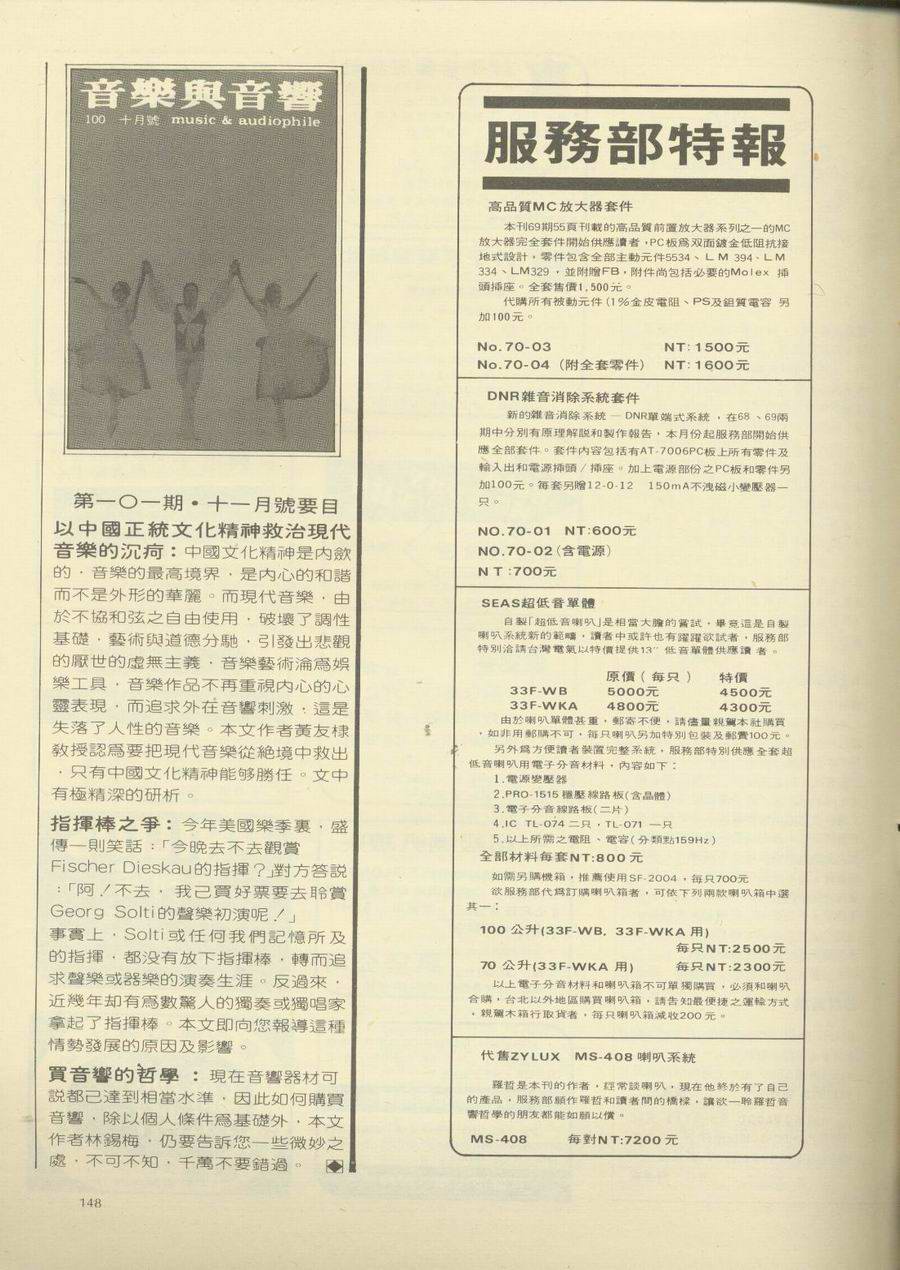 音樂與音響
100 十月號 music & audiophile
第一○一期・十一月號要目
以中國正統文化精神救治現代
音樂的沉疴：中國文化精神是內歛
的，音樂的最高境界，是內心的和諧
而不是外形的華麗。而現代音樂，由
於不協和弦之自由使用，破壞了調性
基礎，藝術與道德分馳，引發出悲觀
的厭世的虛無主義，音樂藝術淪爲娛
樂工具，音樂作品不再重視內心的心
靈表現，而追求外在音響刺激，這是
失落了人性的音樂。本文作者黃友棣
敎授認爲要把現代音樂從絕境中救出
，只有中國文化精神能够勝任。文中
有極精深的研析。
指揮棒之爭：今年美國樂季裏，盛
傳一則笑話：「今晚去不去觀賞
Fischer Dieskau的指揮？」對方答説
：「阿！不去， 我已買好票要去聆賞
Georg Solti的聲樂初演呢！」
事實上，Solti或任何我們記憶所及
的指揮，都没有放下指揮棒，轉而追
求聲樂或器樂的演奏生涯。反過來，
近幾年却有爲數驚人的獨奏或獨唱家
拿起了指揮棒。本文即向您報導這種
情勢發展的原因及影響。
買音響的哲學：現在音響器材可
説都已達到相當水準，因此如何購買
音響，除以個人條件爲基礎外，本文
作者林錫梅，仍要告訴您一些微妙之
處，不可不知，千萬不要錯過。
148
服務部特報
高品質MC放大器套件
本刊69期55頁刊載的高品質前置放大器系列之一的MC
放大器完全套件開始供應讀者，PC板爲双面鍍金低阻抗接
地式設計，零件包含全部主動元件5534、LM 394、LM
334、LM329，並附贈FB，附件尚包括必要的Molex 插
頭插座。全套售價1,500元。
代購所有被動元件(1%金皮電阻、PS及鉭質電容 另
加100元。
No.70-03 NT:1500元
No.70-04（附全套零件） NT:1600元
DNR雜音消除系統套件
新的雜音消除系統 — DNR單端式系統，在68、69兩
期中分別有原理解説和製作報告，本月份起服務部開始供
應全部套件。套件內容包括有AT-7006PC板上所有零件及
輸入出和電源插頭／插座。加上電源部份之PC板和零件另
加100元。每套另贈12-0-12 150mA不洩磁小變壓器一
只。
NO.70-01 NT:600元
NO.70-02(含電源)
NT:700元
SEAS超低音單體
自製「超低音喇叭」是相當大膽的嘗試，畢竟這是自製
喇叭系統新的範疇，讀者中或許也有躍躍欲試者，服務部
特別洽請台灣電氣以特價提供13″ 低音單體供應讀 者。
原價（每只） 特價
33F-WB 5000元 4500元
33F-WKA 4800元 4300元
由於喇叭單體甚重，郵寄不便，請儘量親駕本社購買
，如非用郵購不可，每只喇叭另加特別包裝及郵費100元。
另外爲方便讀者裝置完整系統，服務部特別供應全套超
低音喇叭用電子分音材料，內容如下：
1.電源變壓器
2.PRO-1515穩壓線路板(含晶體)
3.電子分音線路板(二片)
4.IC TL-074二只，TL-071 一只
5.以上所需之電阻、電容(分類點159Hz)
全部材料每套NT:800元
如需另購機箱，推薦使用SF-2004，每只700元
欲服務部代爲訂購喇叭箱者，可依下列兩款喇叭箱中選
其一：
100 公升(33F-WB, 33F-WKA 用)
每只NT:2500元
70 公升(33F-WKA 用) 每只NT:2300元
以上電子分音材料和喇叭箱不可單獨購買，必須和喇叭
合購，台北以外地區購買喇叭箱，請告知最便捷之運輸方式
，親駕木箱行取貨者，每只喇叭箱減收200元。
代售ZYLUX MS-408 喇叭系統
羅哲是本刊的作者，經常談喇叭，現在他終於有了自己
的產品，服務部願作羅哲和讀者間的橋樑，讓欲一聆羅哲音
響哲學的朋友都能如願以償。
MS-408 每對NT:7200元